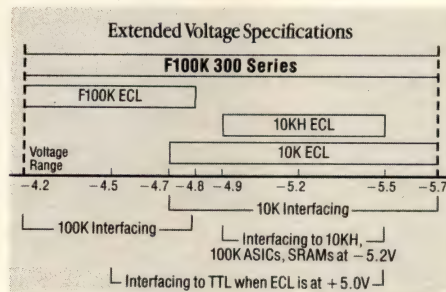 Extended Voltage Specifications
F100K 300 Series
F100K ECL
10KH ECL
10K ECL
Voltage
Range
−4.2 −4.5 −4.7 −4.8 −4.9 −5.2 −5.5 −5.7
10K Interfacing
100K Interfacing
Interfacing to 10KH,
100K ASICs, SRAMs at −5.2V
Interfacing to TTL when ECL is at +5.0V